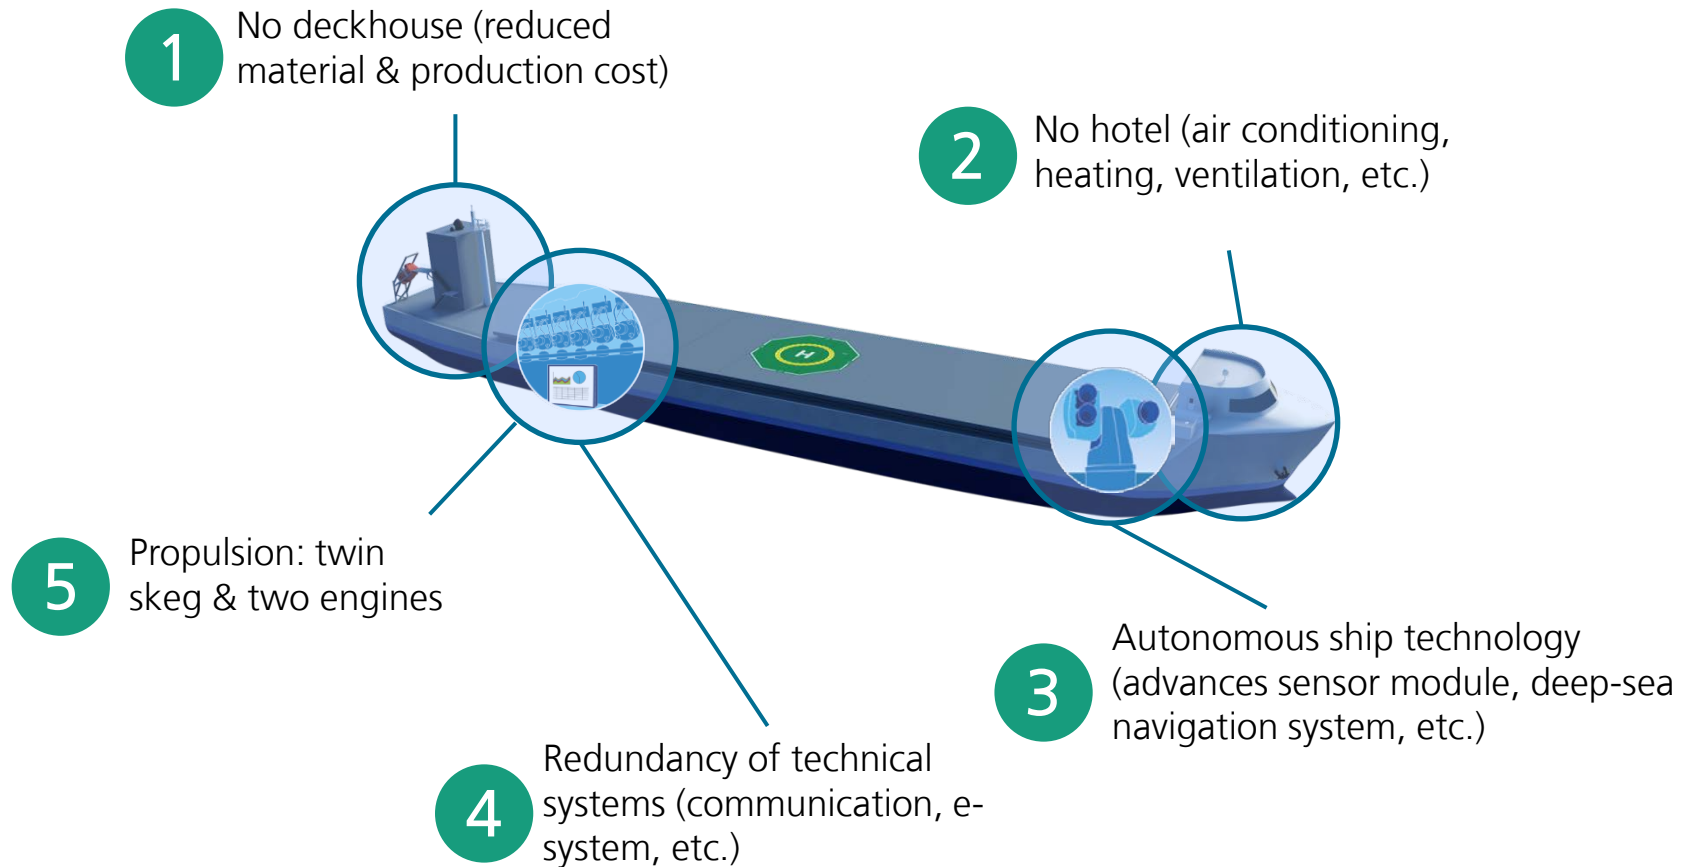 1
No deckhouse (reduced
material & production cost)
2
No hotel (air conditioning,
heating, ventilation, etc.)
H
5
Propulsion: twin
skeg & two engines
3
Autonomous ship technology
(advances sensor module, deep-sea
navigation system, etc.)
4
Redundancy of technical
systems (communication, e-
system, etc.)